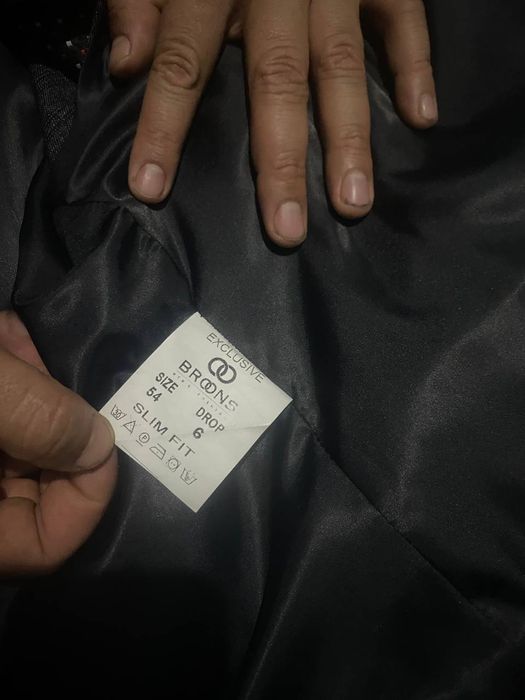 EXCLUSIVE
BROONS
SIZE DROP
54 6
SLIM FIT